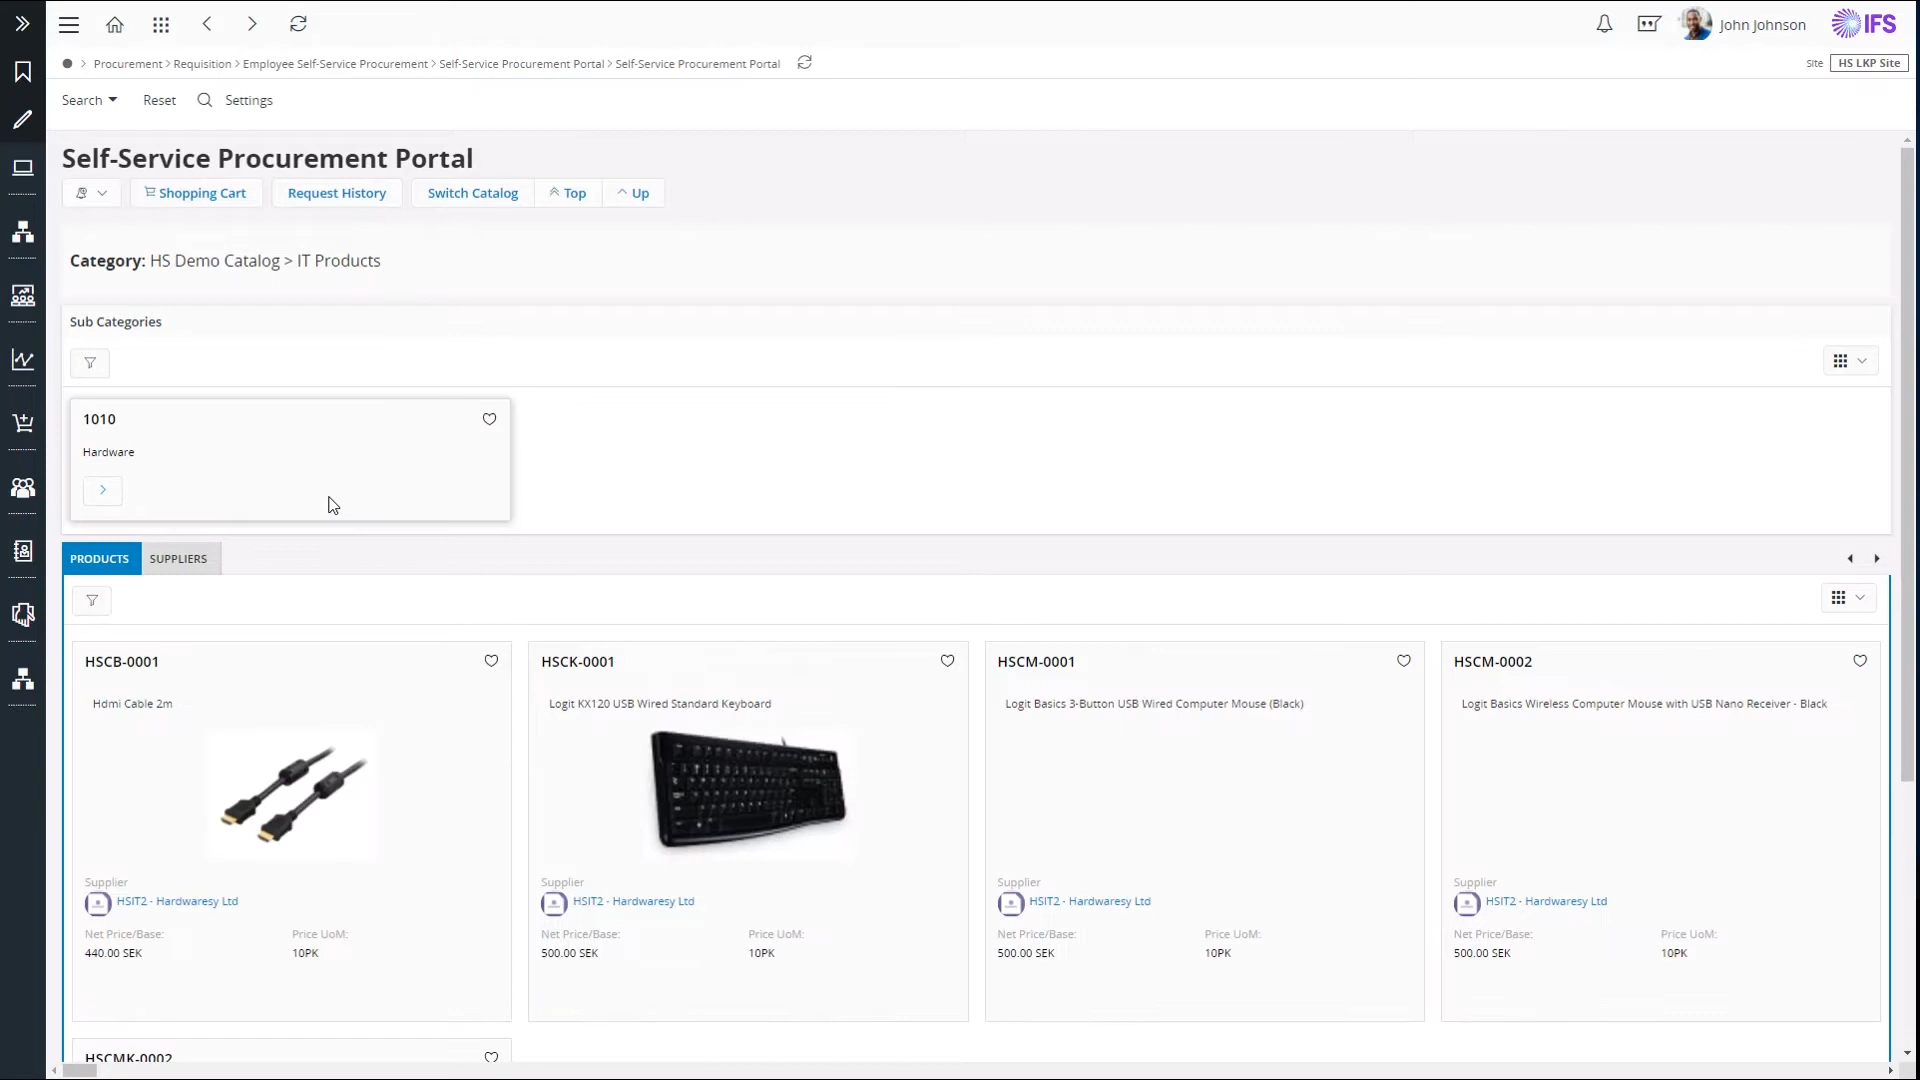 John Johnson
IFS
Procurement > Requisition > Employee Self-Service Procurement > Self-Service Procurement Portal > Self-Service Procurement Portal
Site HS LKP Site
Search Reset Settings
Self-Service Procurement Portal
Shopping Cart Request History Switch Catalog Top Up
Category: HS Demo Catalog > IT Products
Sub Categories
1010
Hardware
PRODUCTS SUPPLIERS
HSCB-0001 HSCK-0001 HSCM-0001 HSCM-0002
Hdmi Cable 2m Logit KX120 USB Wired Standard Keyboard Logit Basics 3-Button USB Wired Computer Mouse (Black) Logit Basics Wireless Computer Mouse with USB Nano Receiver - Black
Supplier Supplier Supplier Supplier
HSIT2 - Hardwaresy Ltd HSIT2 - Hardwaresy Ltd HSIT2 - Hardwaresy Ltd HSIT2 - Hardwaresy Ltd
Net Price/Base: Price UoM: Net Price/Base: Price UoM: Net Price/Base: Price UoM: Net Price/Base: Price UoM:
440.00 SEK 10PK 500.00 SEK 10PK 500.00 SEK 10PK 500.00 SEK 10PK
HSCMK-0002